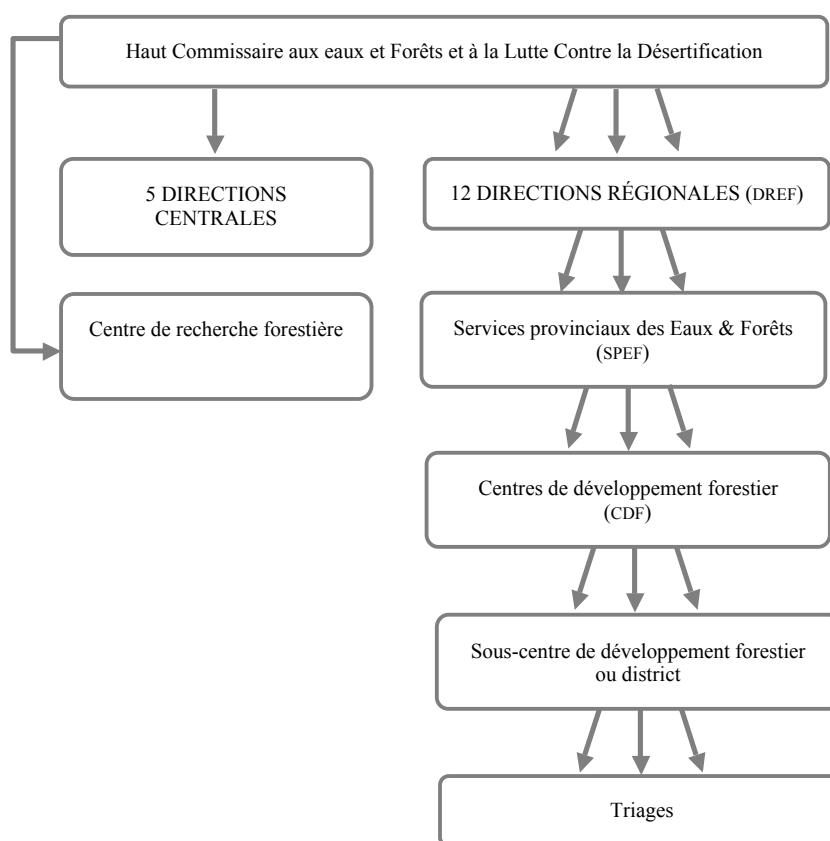 Haut Commissaire aux eaux et Forêts et à la Lutte Contre la Désertification
5 DIRECTIONS
CENTRALES
12 DIRECTIONS RÉGIONALES (DREF)
Centre de recherche forestière
Services provinciaux des Eaux & Forêts
(SPEF)
Centres de développement forestier
(CDF)
Sous-centre de développement forestier
ou district
Triages